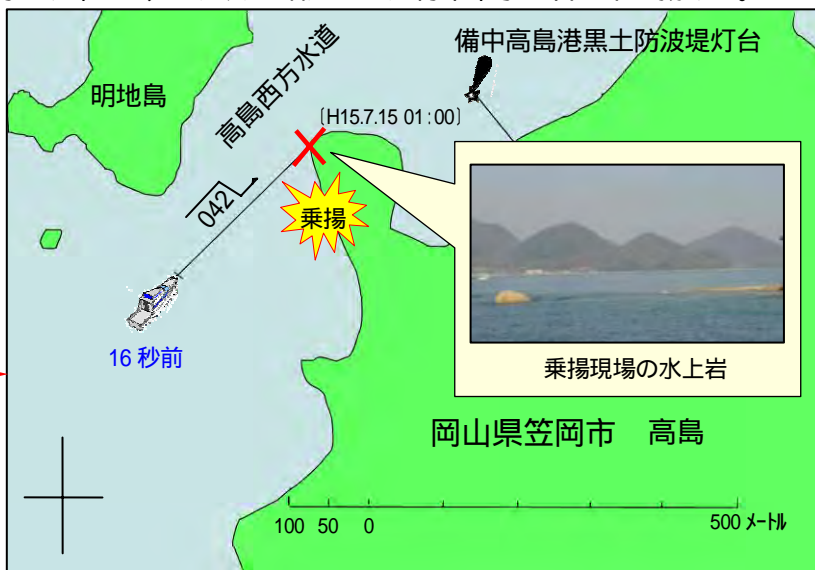 備中高島港黒土防波堤灯台
明地島
高島西方水道
〔H15.7.15 01:00〕
042
乗揚
16 秒前
乗揚現場の水上岩
岡山県笠岡市 高島
100 50 0 500 メートル